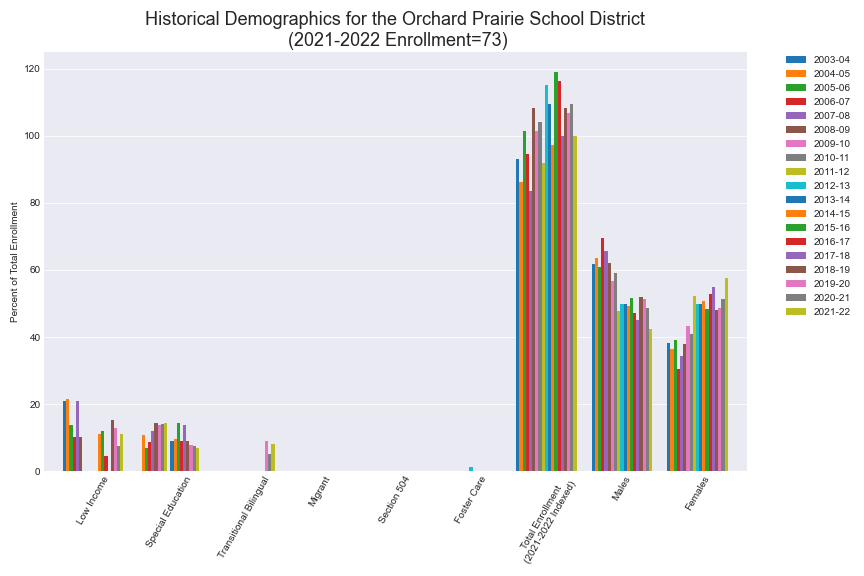 Historical Demographics for the Orchard Prairie School District
(2021-2022 Enrollment=73)
Percent of Total Enrollment
120
100
80
60
40
20
0
Low Income
Special Education
Transitional Bilingual
Migrant
Section 504
Foster Care
Total Enrollment
(2021-2022 Indexed)
Males
Females
2003-04
2004-05
2005-06
2006-07
2007-08
2008-09
2009-10
2010-11
2011-12
2012-13
2013-14
2014-15
2015-16
2016-17
2017-18
2018-19
2019-20
2020-21
2021-22